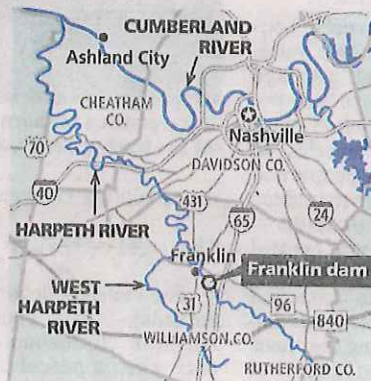 CUMBERLAND
RIVER
Ashland City
CHEATHAM
CO.
Nashville
70
DAVIDSON CO.
40
431
65
24
HARPETH RIVER
Franklin
Franklin dam
WEST
HARPETH
RIVER
31
96
840
WILLIAMSON CO.
RUTHERFORD CO.